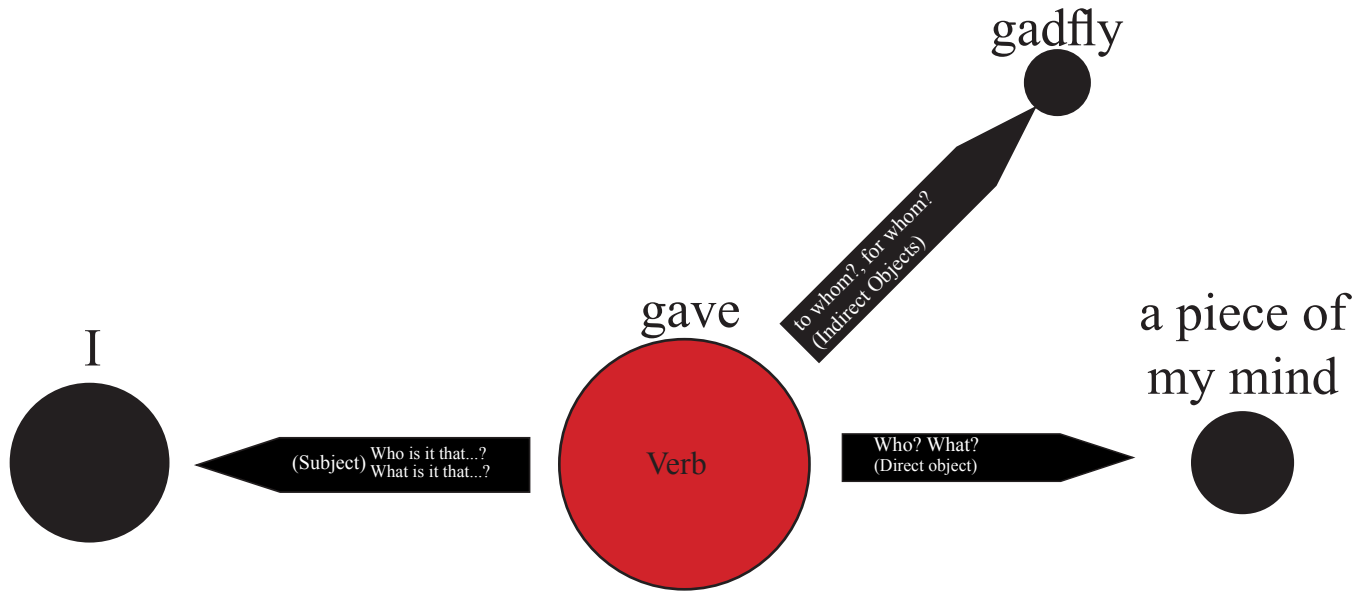 gadfly
to whom?, for whom?
(Indirect Objects)
I
gave
a piece of
my mind
(Subject) Who is it that...?
What is it that...?
Verb
Who? What?
(Direct object)